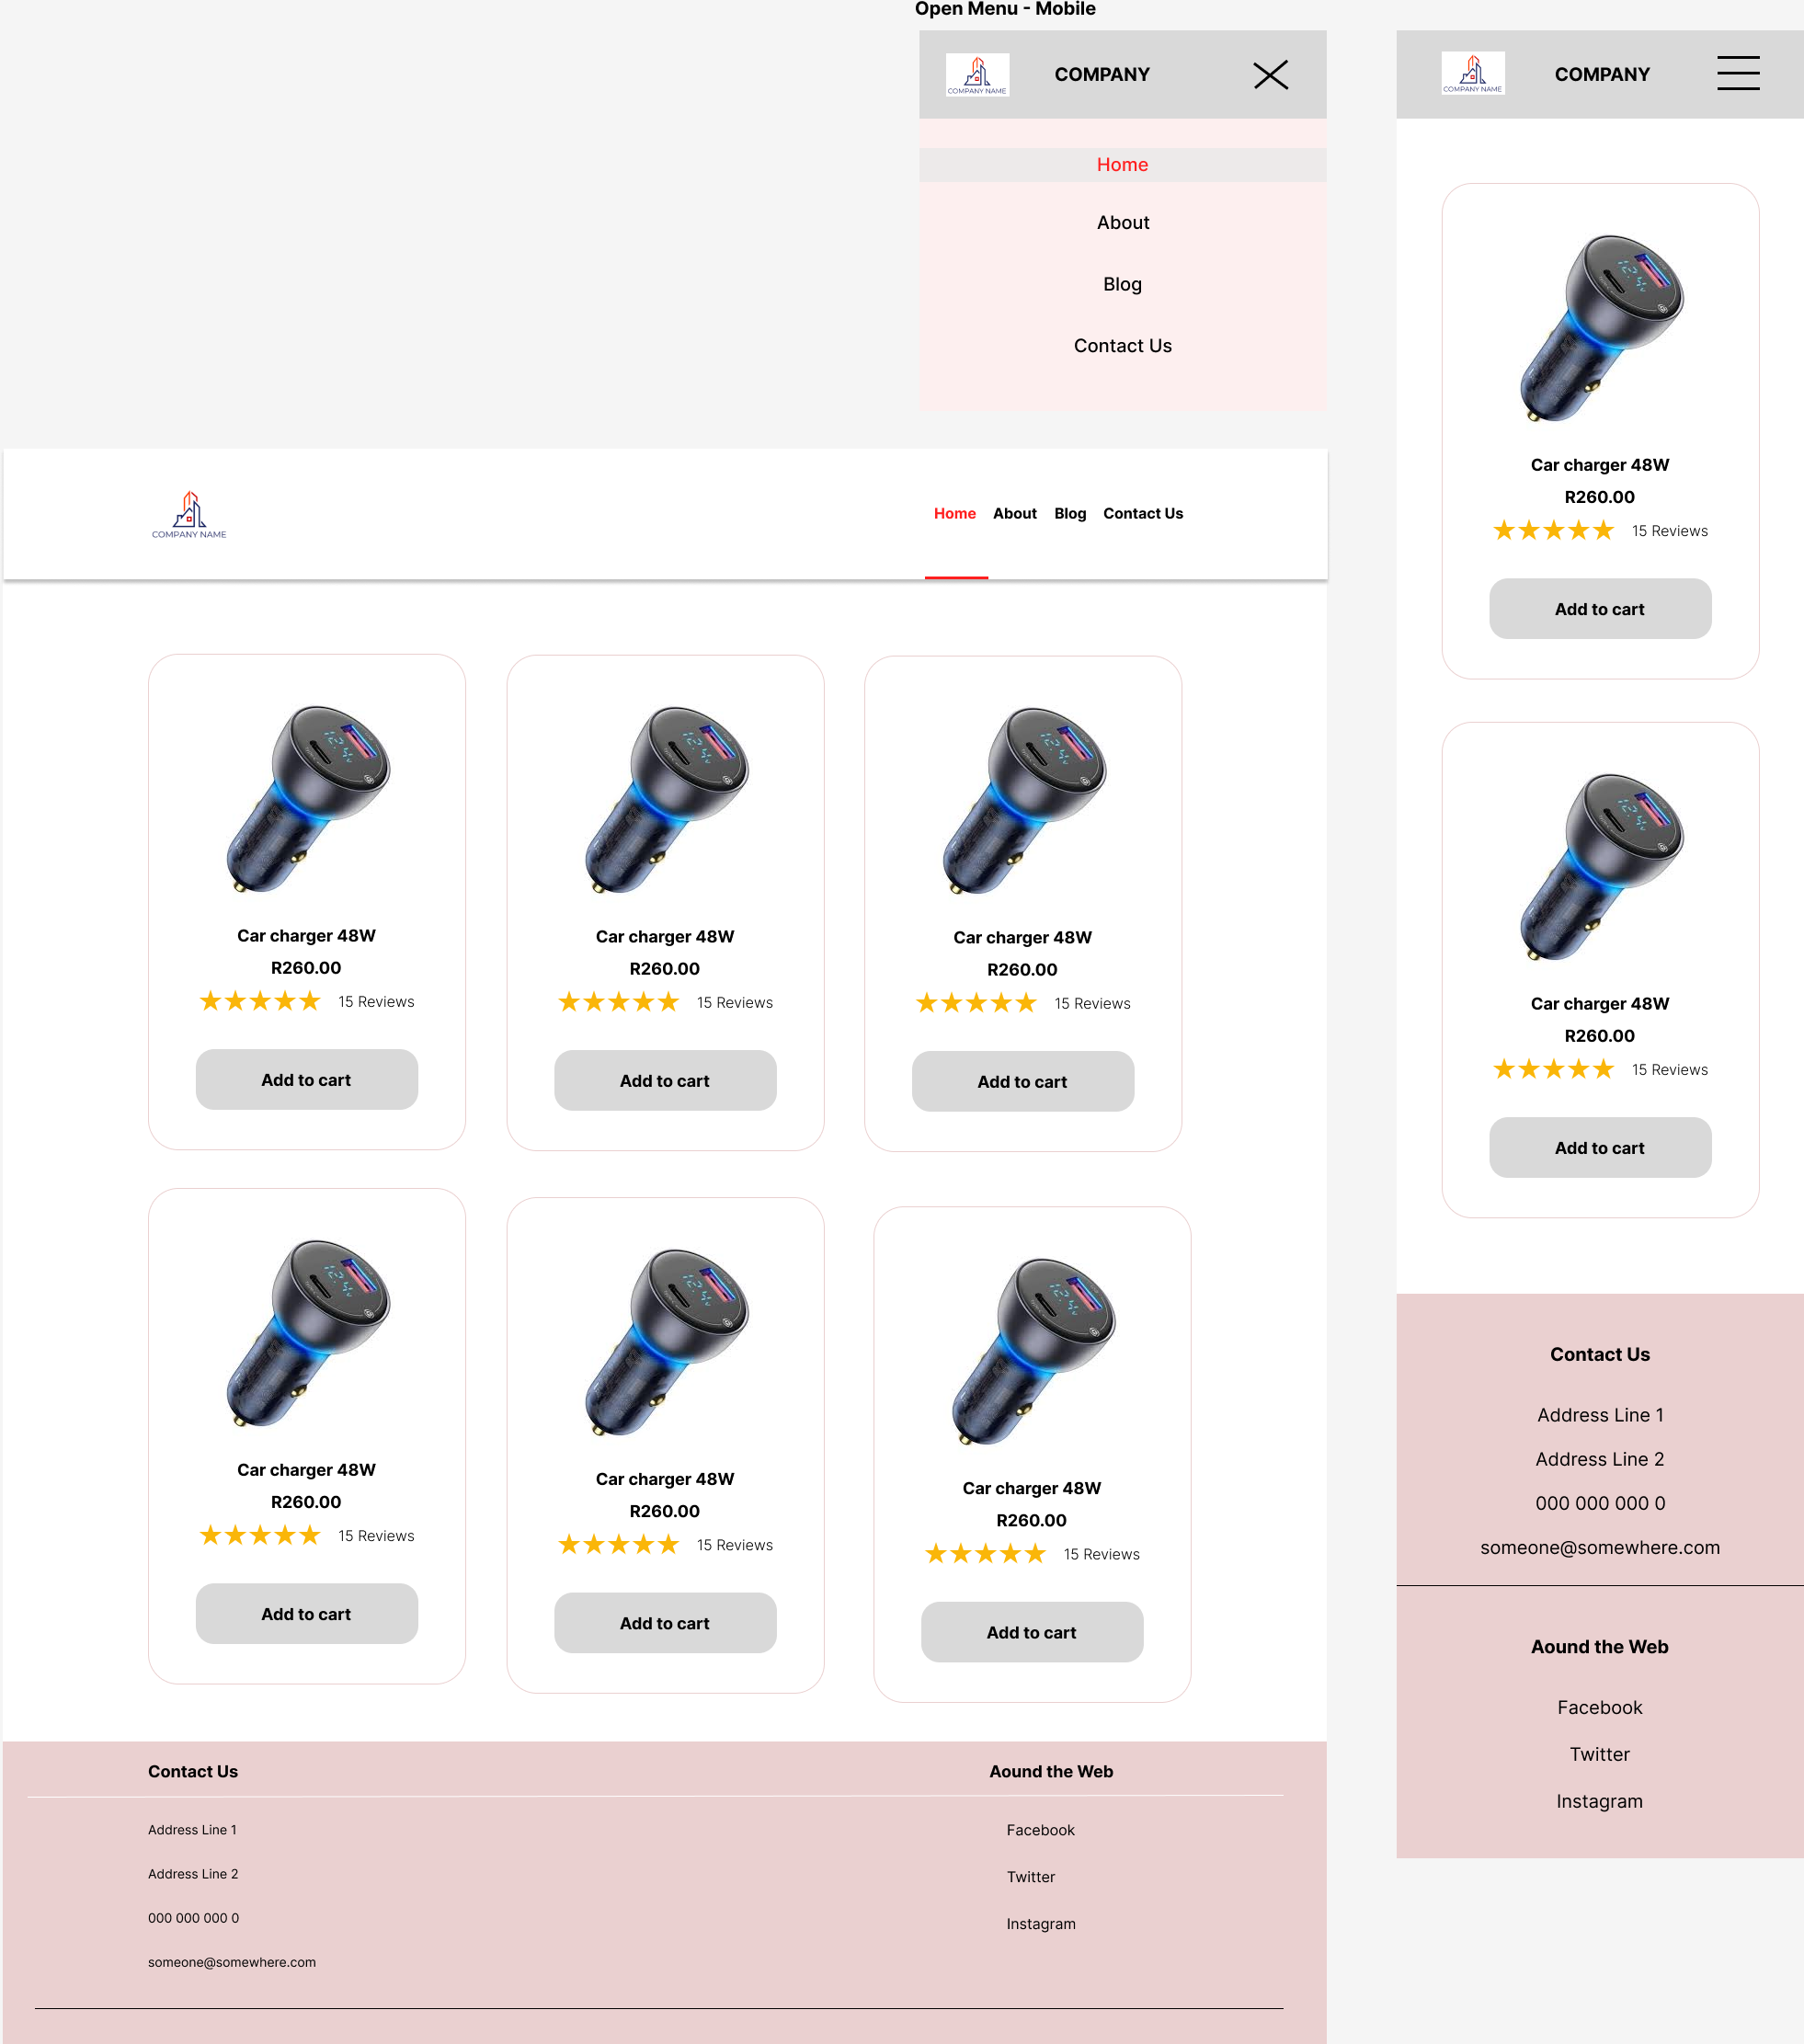 Open Menu - Mobile
COMPANY NAME
COMPANY
Home
About
Blog
Contact Us
COMPANY NAME
Home About Blog Contact Us
Car charger 48W
R260.00
15 Reviews
Add to cart
Car charger 48W
R260.00
15 Reviews
Add to cart
Car charger 48W
R260.00
15 Reviews
Add to cart
Car charger 48W
R260.00
15 Reviews
Add to cart
Car charger 48W
R260.00
15 Reviews
Add to cart
Car charger 48W
R260.00
15 Reviews
Add to cart
Contact Us
Address Line 1
Address Line 2
000 000 000 0
someone@somewhere.com
Aound the Web
Facebook
Twitter
Instagram
COMPANY NAME
COMPANY
Car charger 48W
R260.00
15 Reviews
Add to cart
Car charger 48W
R260.00
15 Reviews
Add to cart
Contact Us
Address Line 1
Address Line 2
000 000 000 0
someone@somewhere.com
Aound the Web
Facebook
Twitter
Instagram